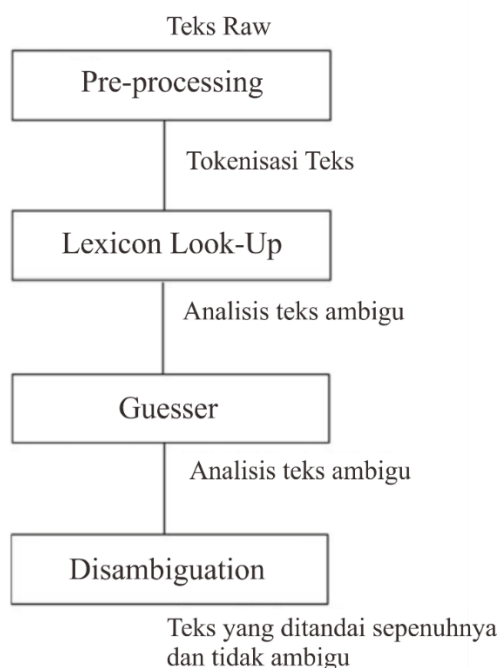 Teks Raw
Pre-processing
Tokenisasi Teks
Lexicon Look-Up
Analisis teks ambigu
Guesser
Analisis teks ambigu
Disambiguation
Teks yang ditandai sepenuhnya
dan tidak ambigu